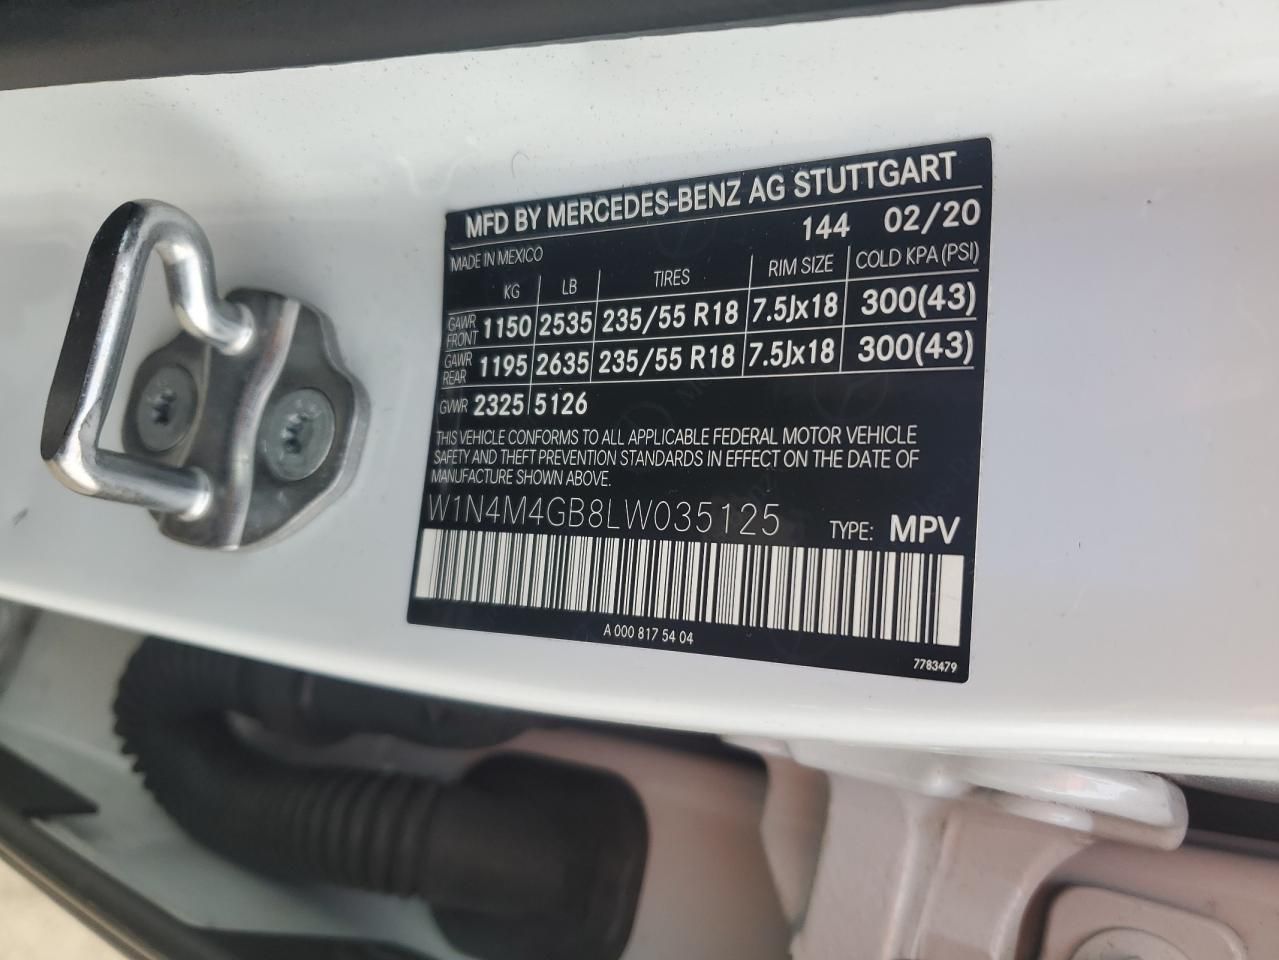 MFD BY MERCEDES-BENZ AG STUTTGART
MADE IN MEXICO 144 02/20
KG LB TIRES RIM SIZE COLD KPA (PSI)
GAWR FRONT 1150 2535 235/55 R18 7.5Jx18 300(43)
GAWR REAR 1195 2635 235/55 R18 7.5Jx18 300(43)
GVWR 2325 5126
THIS VEHICLE CONFORMS TO ALL APPLICABLE FEDERAL MOTOR VEHICLE
SAFETY AND THEFT PREVENTION STANDARDS IN EFFECT ON THE DATE OF
MANUFACTURE SHOWN ABOVE.
W1N4M4GB8LW035125 TYPE: MPV
A 000 817 54 04
7783479